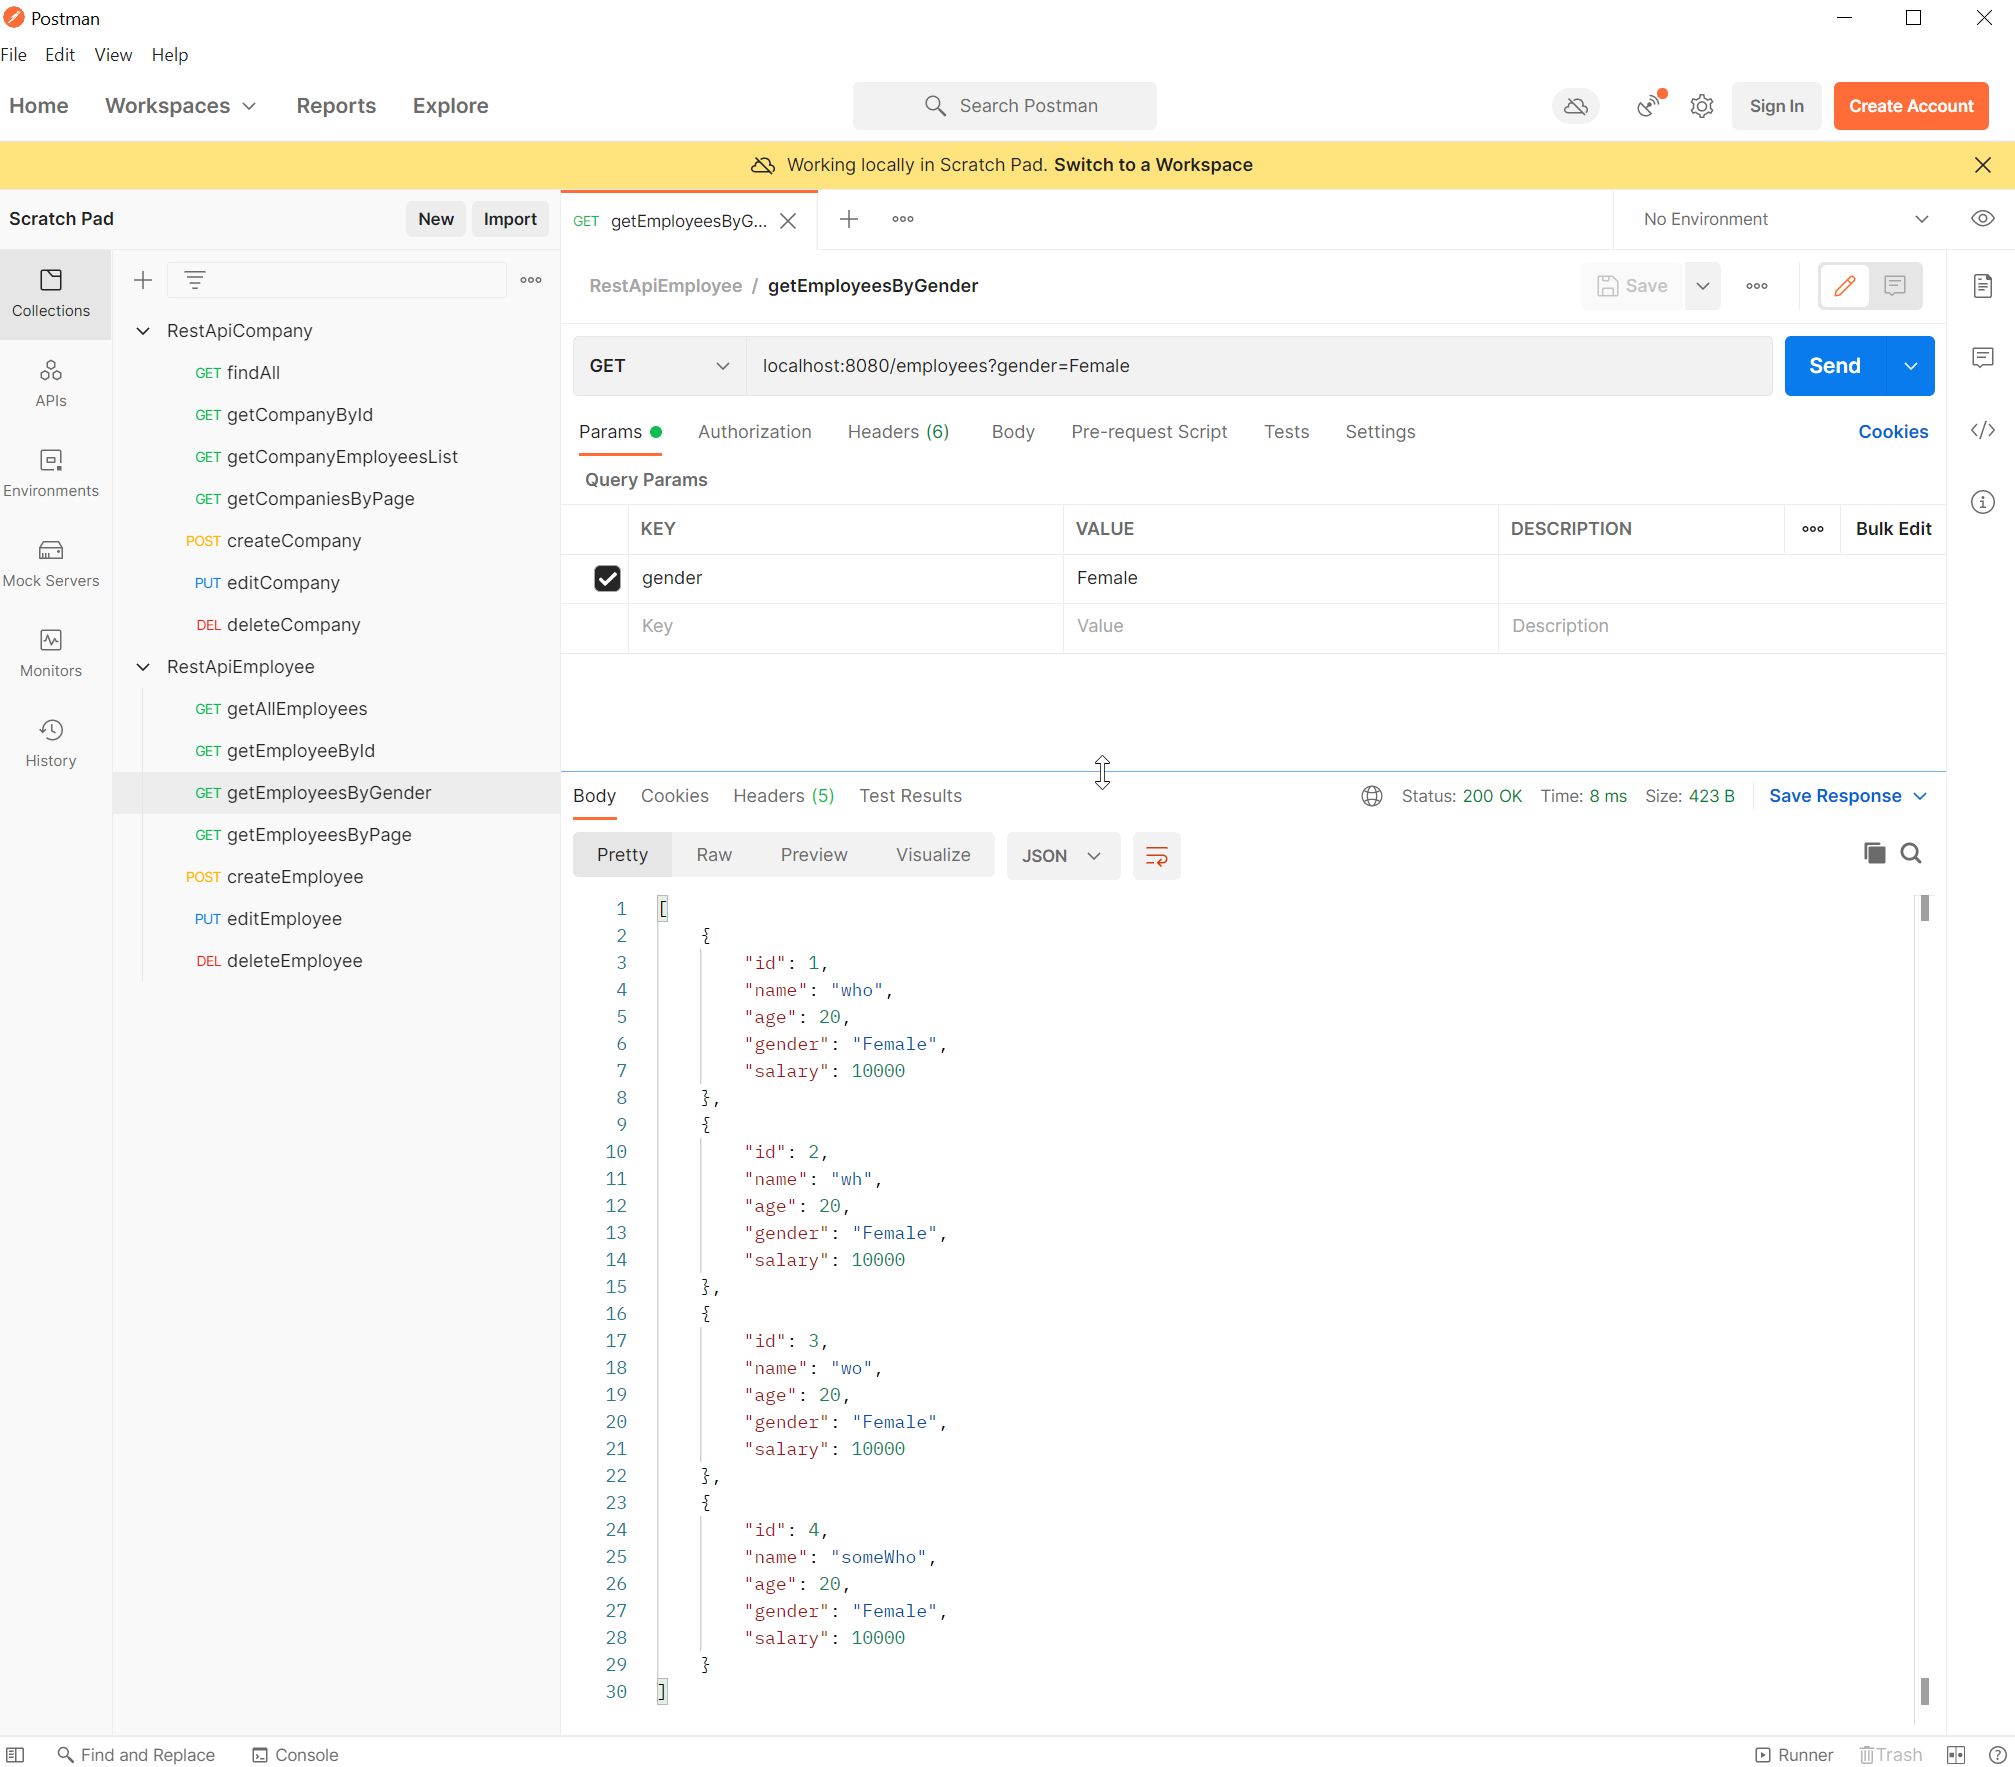 Postman
File Edit View Help
Home Workspaces Reports Explore Search Postman Sign In Create Account
Working locally in Scratch Pad. Switch to a Workspace
Scratch Pad New Import GET getEmployeesByG... No Environment
Collections
APIs
Environments
Mock Servers
Monitors
History
RestApiCompany
GET findAll
GET getCompanyById
GET getCompanyEmployeesList
GET getCompaniesByPage
POST createCompany
PUT editCompany
DEL deleteCompany
RestApiEmployee
GET getAllEmployees
GET getEmployeeById
GET getEmployeesByGender
GET getEmployeesByPage
POST createEmployee
PUT editEmployee
DEL deleteEmployee
RestApiEmployee / getEmployeesByGender Save
GET localhost:8080/employees?gender=Female Send
Params Authorization Headers (6) Body Pre-request Script Tests Settings Cookies
Query Params
KEY VALUE DESCRIPTION Bulk Edit
gender Female
Key Value Description
Body Cookies Headers (5) Test Results Status: 200 OK Time: 8 ms Size: 423 B Save Response
Pretty Raw Preview Visualize JSON
1 [
2 {
3 "id": 1,
4 "name": "who",
5 "age": 20,
6 "gender": "Female",
7 "salary": 10000
8 },
9 {
10 "id": 2,
11 "name": "wh",
12 "age": 20,
13 "gender": "Female",
14 "salary": 10000
15 },
16 {
17 "id": 3,
18 "name": "wo",
19 "age": 20,
20 "gender": "Female",
21 "salary": 10000
22 },
23 {
24 "id": 4,
25 "name": "someWho",
26 "age": 20,
27 "gender": "Female",
28 "salary": 10000
29 }
30 ]
Find and Replace Console Runner Trash